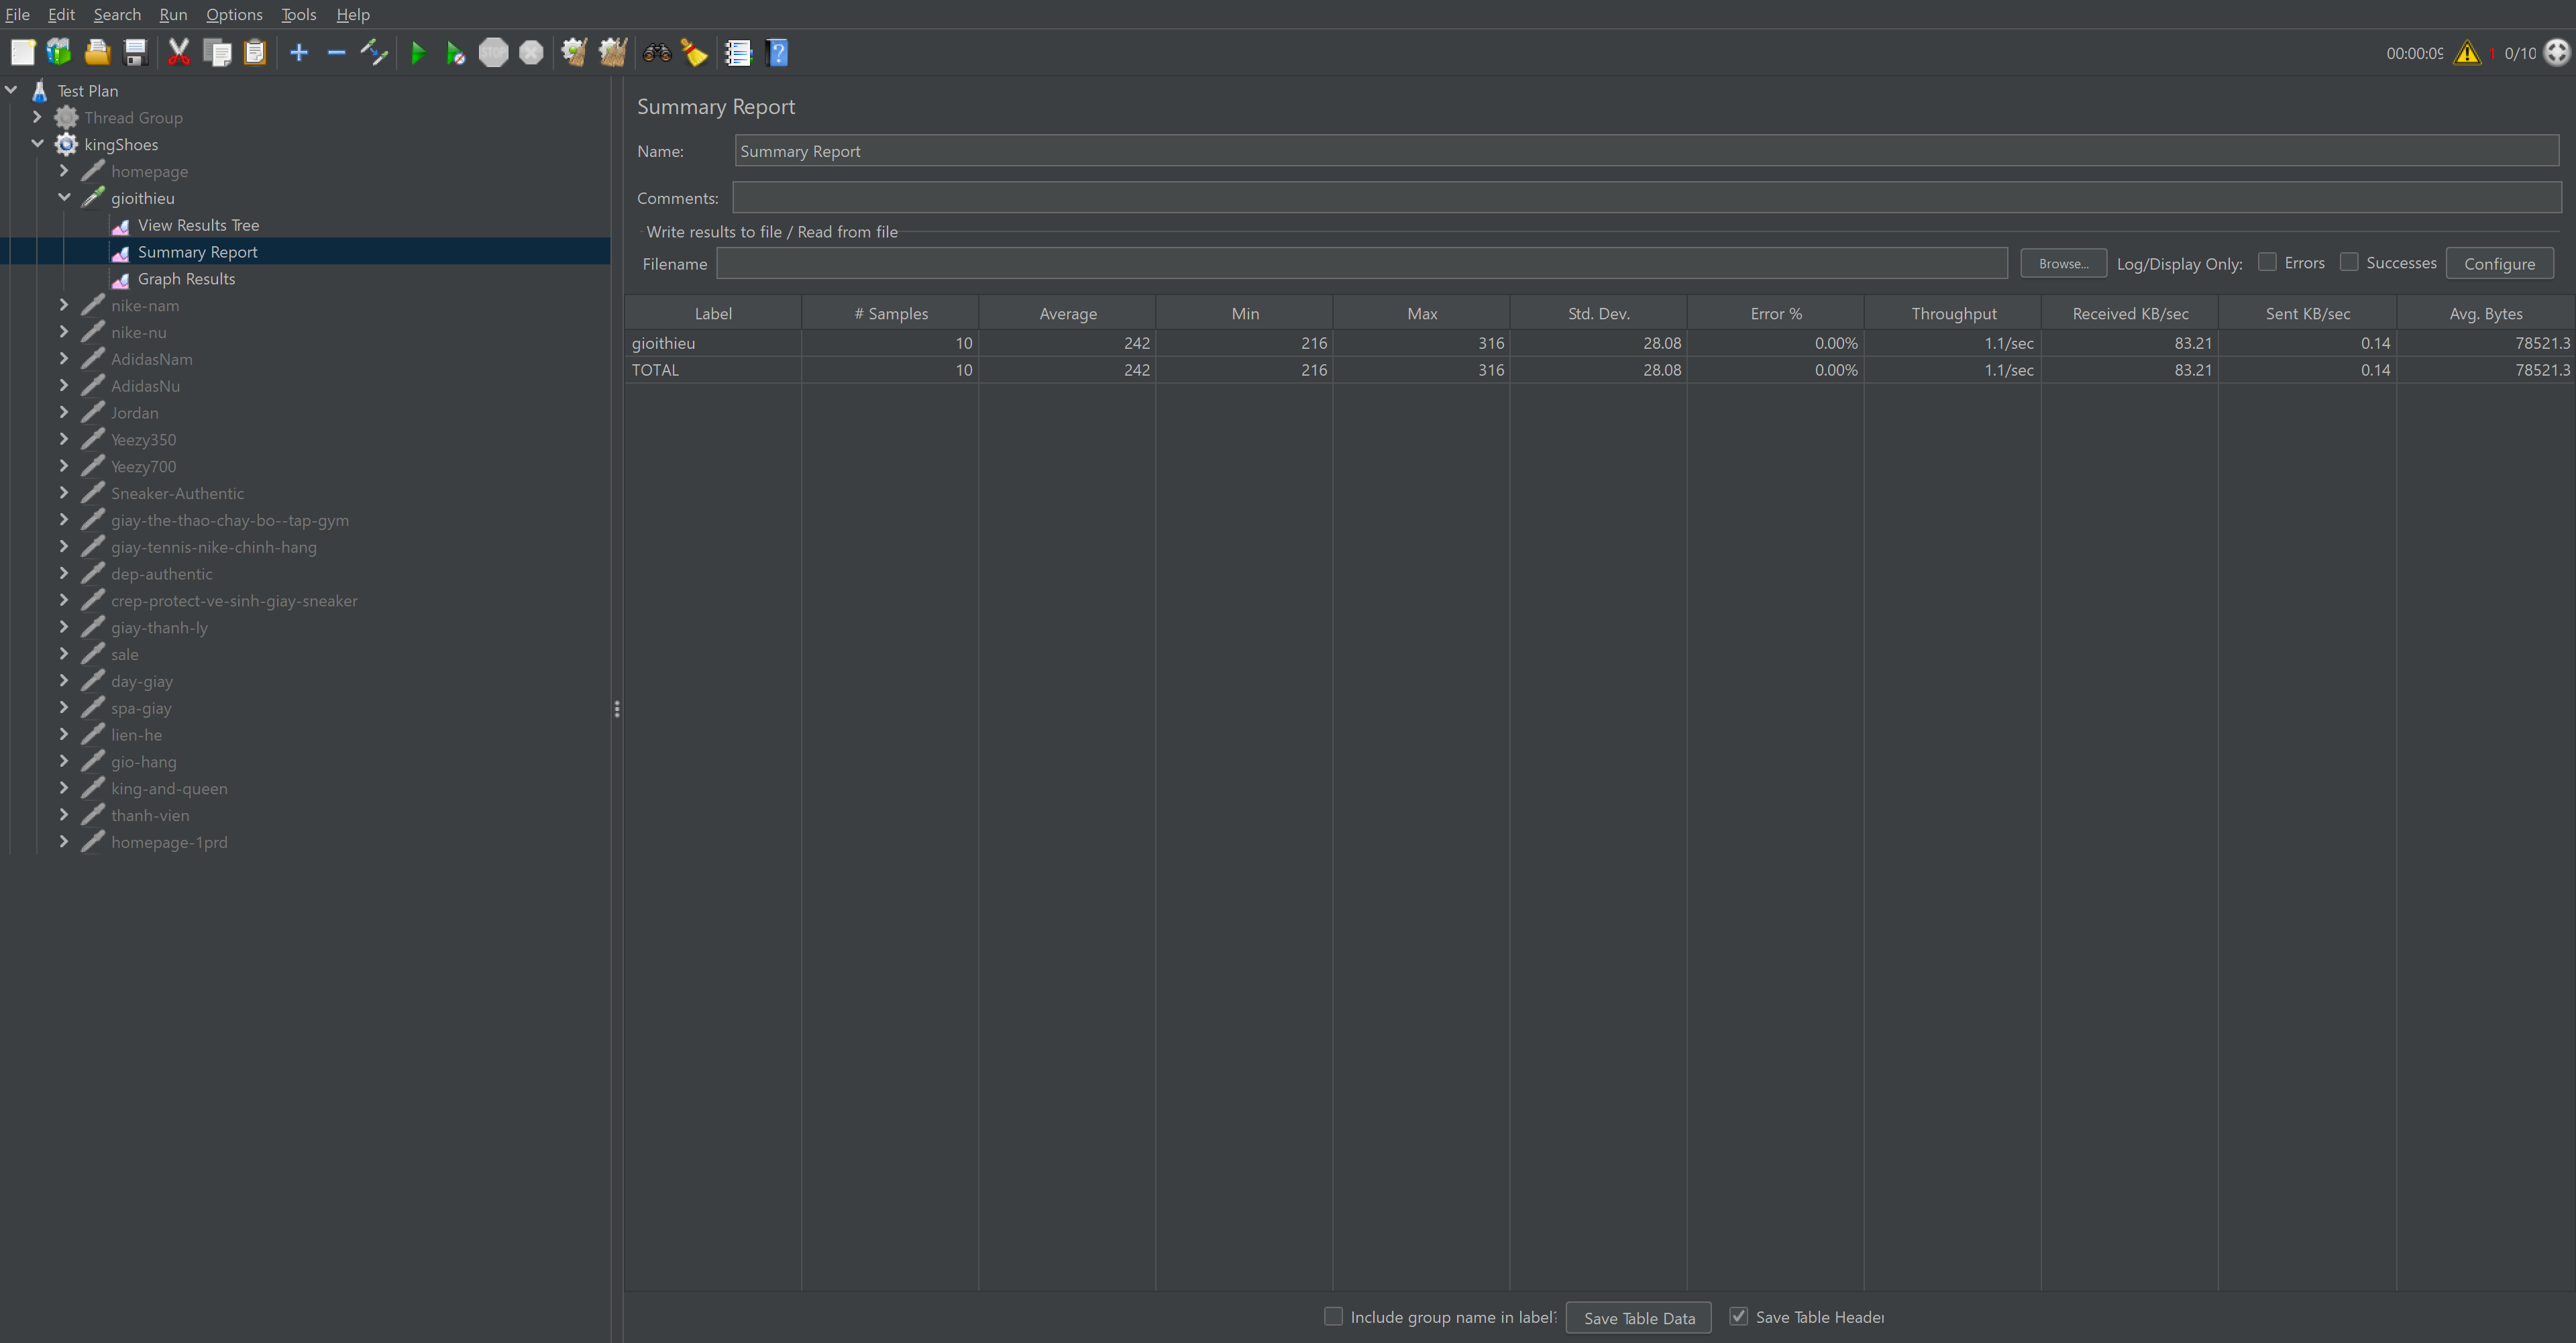 File Edit Search Run Options Tools Help
STOP
00:00:09 1 0/10
Test Plan
Thread Group
kingShoes
homepage
gioithieu
View Results Tree
Summary Report
Graph Results
nike-nam
nike-nu
AdidasNam
AdidasNu
Jordan
Yeezy350
Yeezy700
Sneaker-Authentic
giay-the-thao-chay-bo--tap-gym
giay-tennis-nike-chinh-hang
dep-authentic
crep-protect-ve-sinh-giay-sneaker
giay-thanh-ly
sale
day-giay
spa-giay
lien-he
gio-hang
king-and-queen
thanh-vien
homepage-1prd
Summary Report
Name: Summary Report
Comments:
Write results to file / Read from file
Filename Browse... Log/Display Only: Errors Successes Configure
Label # Samples Average Min Max Std. Dev. Error % Throughput Received KB/sec Sent KB/sec Avg. Bytes
gioithieu 10 242 216 316 28.08 0.00% 1.1/sec 83.21 0.14 78521.3
TOTAL 10 242 216 316 28.08 0.00% 1.1/sec 83.21 0.14 78521.3
Include group name in label? Save Table Data Save Table Header